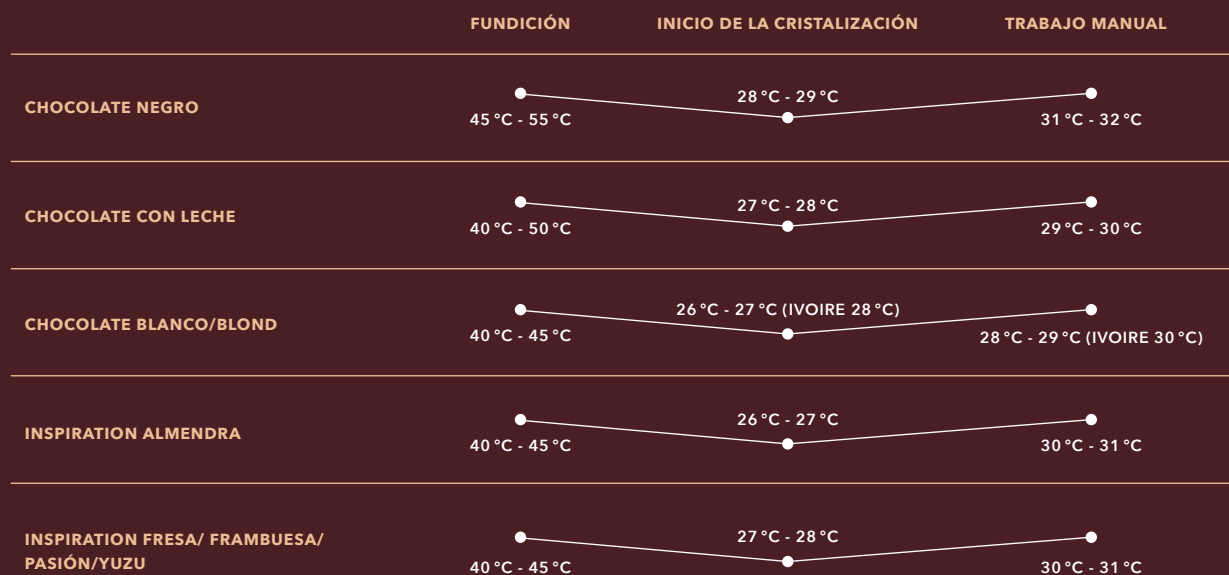 FUNDICIÓN INICIO DE LA CRISTALIZACIÓN TRABAJO MANUAL
CHOCOLATE NEGRO
45 °C - 55 °C
28 °C - 29 °C
31 °C - 32 °C
CHOCOLATE CON LECHE
40 °C - 50 °C
27 °C - 28 °C
29 °C - 30 °C
CHOCOLATE BLANCO/BLOND
40 °C - 45 °C
26 °C - 27 °C (IVOIRE 28 °C)
28 °C - 29 °C (IVOIRE 30 °C)
INSPIRATION ALMENDRA
40 °C - 45 °C
26 °C - 27 °C
30 °C - 31 °C
INSPIRATION FRESA/ FRAMBUESA/
PASIÓN/YUZU
40 °C - 45 °C
27 °C - 28 °C
30 °C - 31 °C